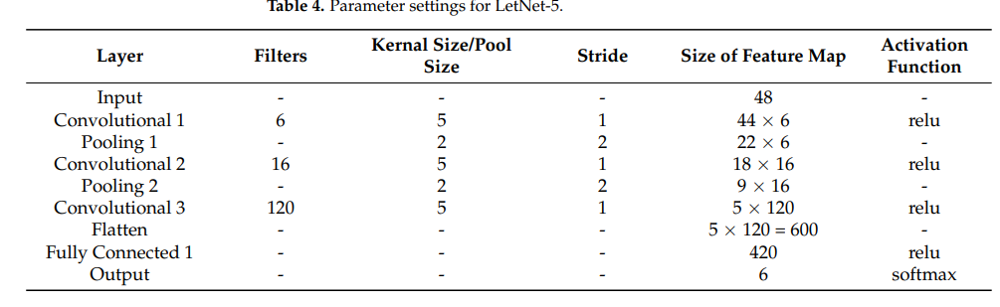 Table 4. Parameter settings for LetNet-5.
Layer Filters Kernal Size/Pool Size Stride Size of Feature Map Activation Function
Input - - - 48 -
Convolutional 1 6 5 1 44 × 6 relu
Pooling 1 - 2 2 22 × 6 -
Convolutional 2 16 5 1 18 × 16 relu
Pooling 2 - 2 2 9 × 16 -
Convolutional 3 120 5 1 5 × 120 relu
Flatten - - - 5 × 120 = 600 -
Fully Connected 1 - - - 420 relu
Output - - - 6 softmax